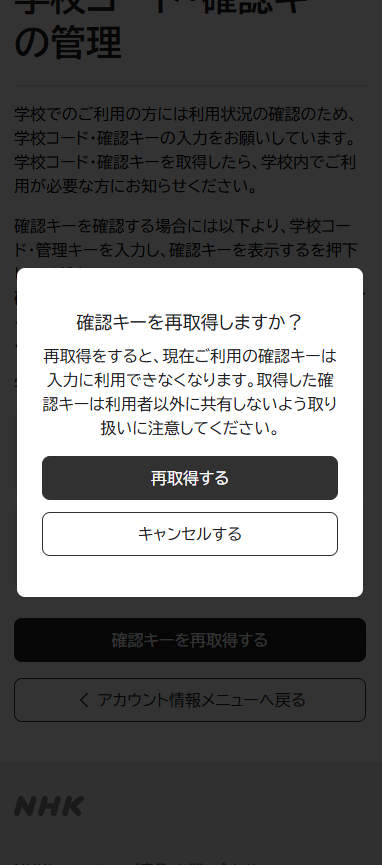 学校コード・確認キー
の管理
学校でのご利用の方には利用状況の確認のため、
学校コード・確認キーの入力をお願いしています。
学校コード・確認キーを取得したら、学校内でご利
用が必要な方にお知らせください。
確認キーを確認する場合には以下より、学校コー
ド・管理キーを入力し、確認キーを表示するを押下
確認キーを再取得しますか？
再取得をすると、現在ご利用の確認キーは
入力に利用できなくなります。取得した確
認キーは利用者以外に共有しないよう取り
扱いに注意してください。
再取得する
キャンセルする
確認キーを再取得する
アカウント情報メニューへ戻る
NHK